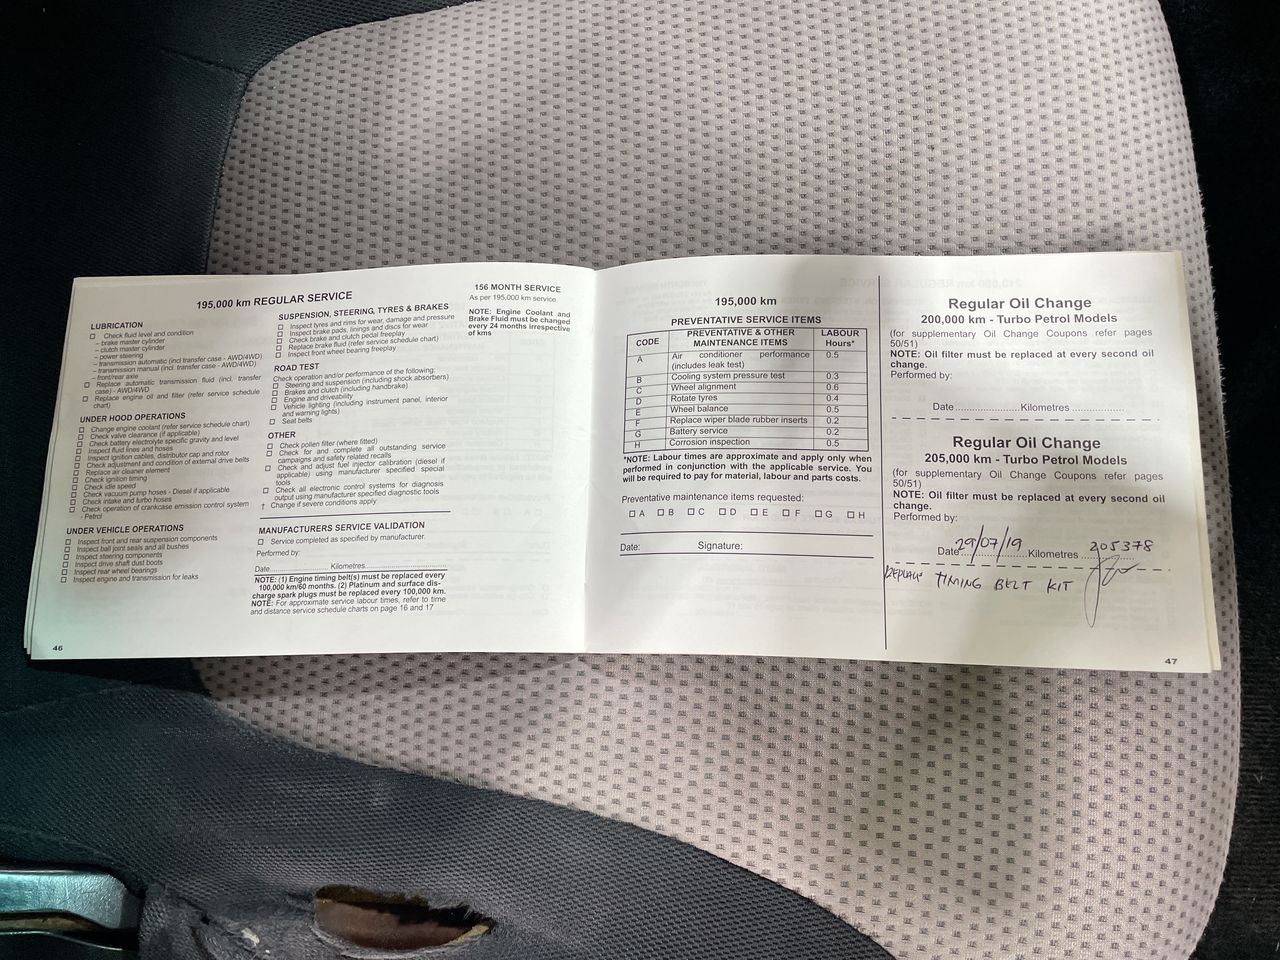 195,000 km REGULAR SERVICE
LUBRICATION
☐ Check fluid level and condition
– brake master cylinder
– clutch master cylinder
– power steering
– transmission automatic (incl transfer case - AWD/4WD)
– transmission manual (incl. transfer case - AWD/4WD)
– front/rear axle
☐ Replace automatic transmission fluid (incl. transfer
case) - AWD/4WD
☐ Replace engine oil and filter (refer service schedule
chart)
UNDER HOOD OPERATIONS
☐ Change engine coolant (refer service schedule chart)
☐ Check valve clearance (if applicable)
☐ Check battery electrolyte specific gravity and level
☐ Inspect fluid lines and hoses
☐ Inspect ignition cables, distributor cap and rotor
☐ Check adjustment and condition of external drive belts
☐ Replace air cleaner element
☐ Check ignition timing
☐ Check idle speed
☐ Check vacuum pump hoses - Diesel if applicable
☐ Check intake and turbo hoses
☐ Check operation of crankcase emission control system
- Petrol
UNDER VEHICLE OPERATIONS
☐ Inspect front and rear suspension components
☐ Inspect ball joint seals and all bushes
☐ Inspect steering components
☐ Inspect drive shaft dust boots
☐ Inspect rear wheel bearings
☐ Inspect engine and transmission for leaks
46
SUSPENSION, STEERING, TYRES & BRAKES
☐ Inspect tyres and rims for wear, damage and pressure
☐ Inspect brake pads, linings and discs for wear
☐ Check brake and clutch pedal freeplay
☐ Replace brake fluid (refer service schedule chart)
☐ Inspect front wheel bearing freeplay
ROAD TEST
Check operation and/or performance of the following:
☐ Steering and suspension (including shock absorbers)
☐ Brakes and clutch (including handbrake)
☐ Engine and driveability
☐ Vehicle lighting (including instrument panel, interior
and warning lights)
☐ Seat belts
OTHER
☐ Check pollen filter (where fitted)
☐ Check for and complete all outstanding service
campaigns and safety related recalls
☐ Check and adjust fuel injector calibration (diesel if
applicable) using manufacturer specified special
tools
☐ Check all electronic control systems for diagnosis
output using manufacturer specified diagnostic tools
† Change if severe conditions apply
MANUFACTURERS SERVICE VALIDATION
☐ Service completed as specified by manufacturer.
Performed by:
Date............................ Kilometres............................
NOTE: (1) Engine timing belt(s) must be replaced every
100,000 km/60 months. (2) Platinum and surface dis-
charge spark plugs must be replaced every 100,000 km.
NOTE: For approximate service labour times, refer to time
and distance service schedule charts on page 16 and 17
156 MONTH SERVICE
As per 195,000 km service
NOTE: Engine Coolant and
Brake Fluid must be changed
every 24 months irrespective
of kms
195,000 km
PREVENTATIVE SERVICE ITEMS
CODE PREVENTATIVE & OTHER MAINTENANCE ITEMS LABOUR Hours*
A Air conditioner performance (includes leak test) 0.5
B Cooling system pressure test 0.3
C Wheel alignment 0.6
D Rotate tyres 0.4
E Wheel balance 0.5
F Replace wiper blade rubber inserts 0.2
G Battery service 0.2
H Corrosion inspection 0.5
*NOTE: Labour times are approximate and apply only when
performed in conjunction with the applicable service. You
will be required to pay for material, labour and parts costs.
Preventative maintenance items requested:
☐ A ☐ B ☐ C ☐ D ☐ E ☐ F ☐ G ☐ H
Date: Signature:
Regular Oil Change
200,000 km - Turbo Petrol Models
(for supplementary Oil Change Coupons refer pages
50/51)
NOTE: Oil filter must be replaced at every second oil
change.
Performed by:
Date...................... Kilometres..................
Regular Oil Change
205,000 km - Turbo Petrol Models
(for supplementary Oil Change Coupons refer pages
50/51)
NOTE: Oil filter must be replaced at every second oil
change.
Performed by:
Date 29/07/19 Kilometres 205378
REPLACE TIMING BELT KIT
47